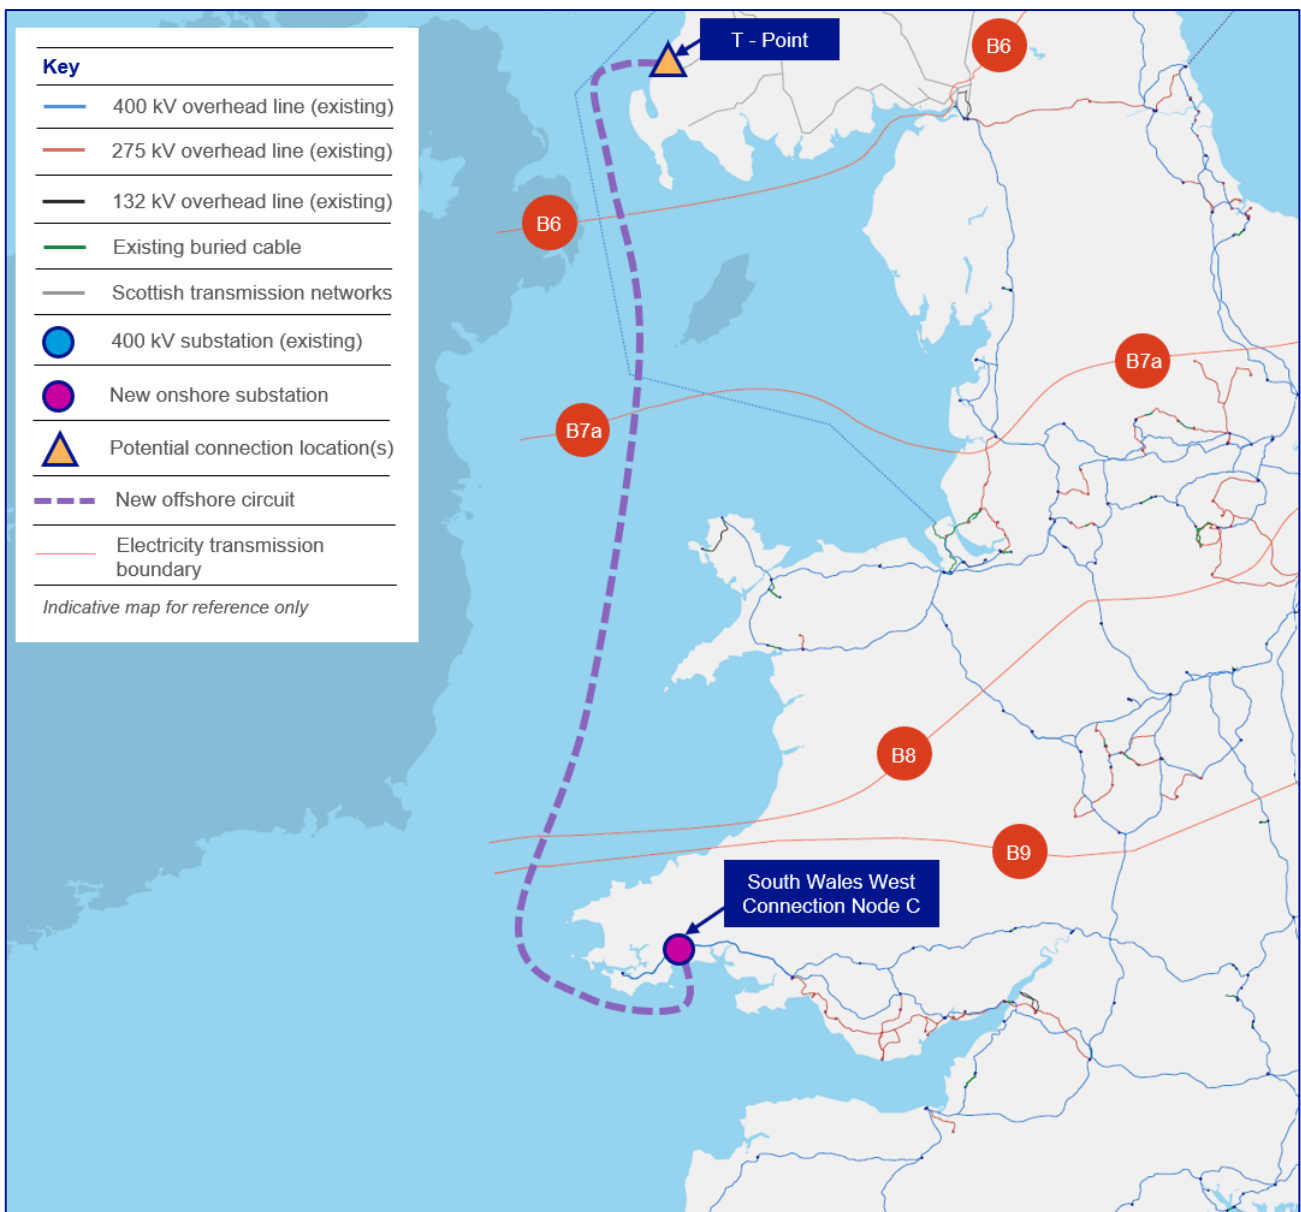 T - Point
B6
Key
400 kV overhead line (existing)
275 kV overhead line (existing)
132 kV overhead line (existing)
Existing buried cable
Scottish transmission networks
400 kV substation (existing)
New onshore substation
Potential connection location(s)
New offshore circuit
Electricity transmission
boundary
Indicative map for reference only
B6
B7a
B7a
B8
B9
South Wales West
Connection Node C